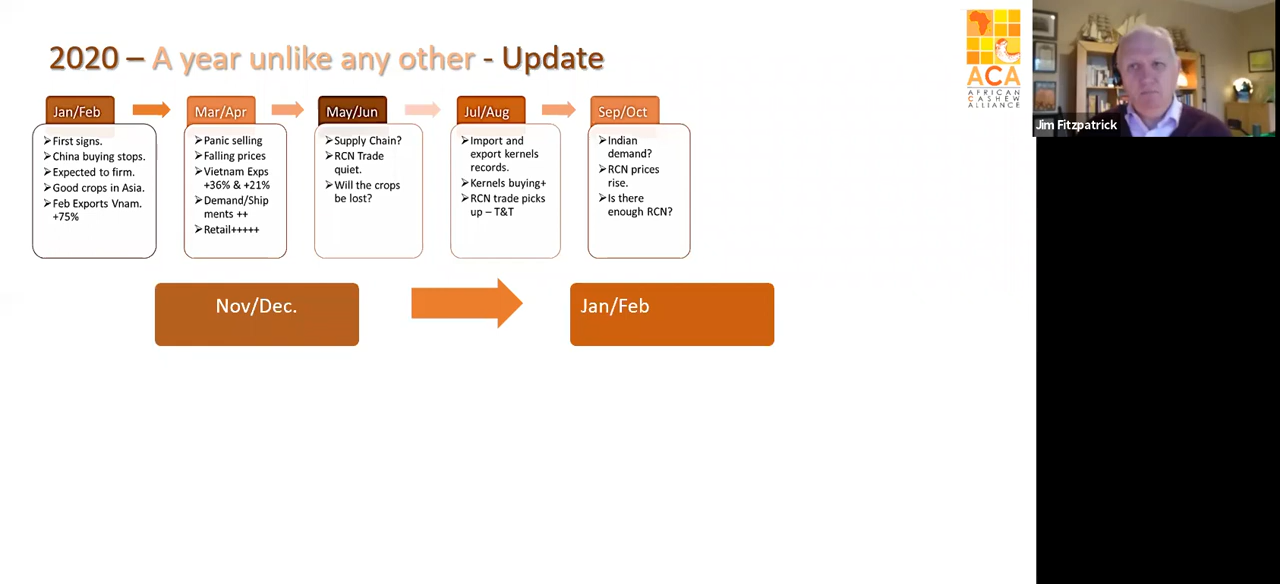 2020 – A year unlike any other - Update
Jan/Feb
➢First signs.
➢China buying stops.
➢Expected to firm.
➢Good crops in Asia.
➢Feb Exports Vnam.
+75%
Mar/Apr
➢Panic selling
➢Falling prices
➢Vietnam Exps
+36% & +21%
➢Demand/Ship
ments ++
➢Retail+++++
May/Jun
➢Supply Chain?
➢RCN Trade
quiet.
➢Will the crops
be lost?
Jul/Aug
➢Import and
export kernels
records.
➢Kernels buying+
➢RCN trade picks
up – T&T
Sep/Oct
➢Indian
demand?
➢RCN prices
rise.
➢Is there
enough RCN?
Nov/Dec.
Jan/Feb
ACA
AFRICAN
CASHEW
ALLIANCE
Jim Fitzpatrick